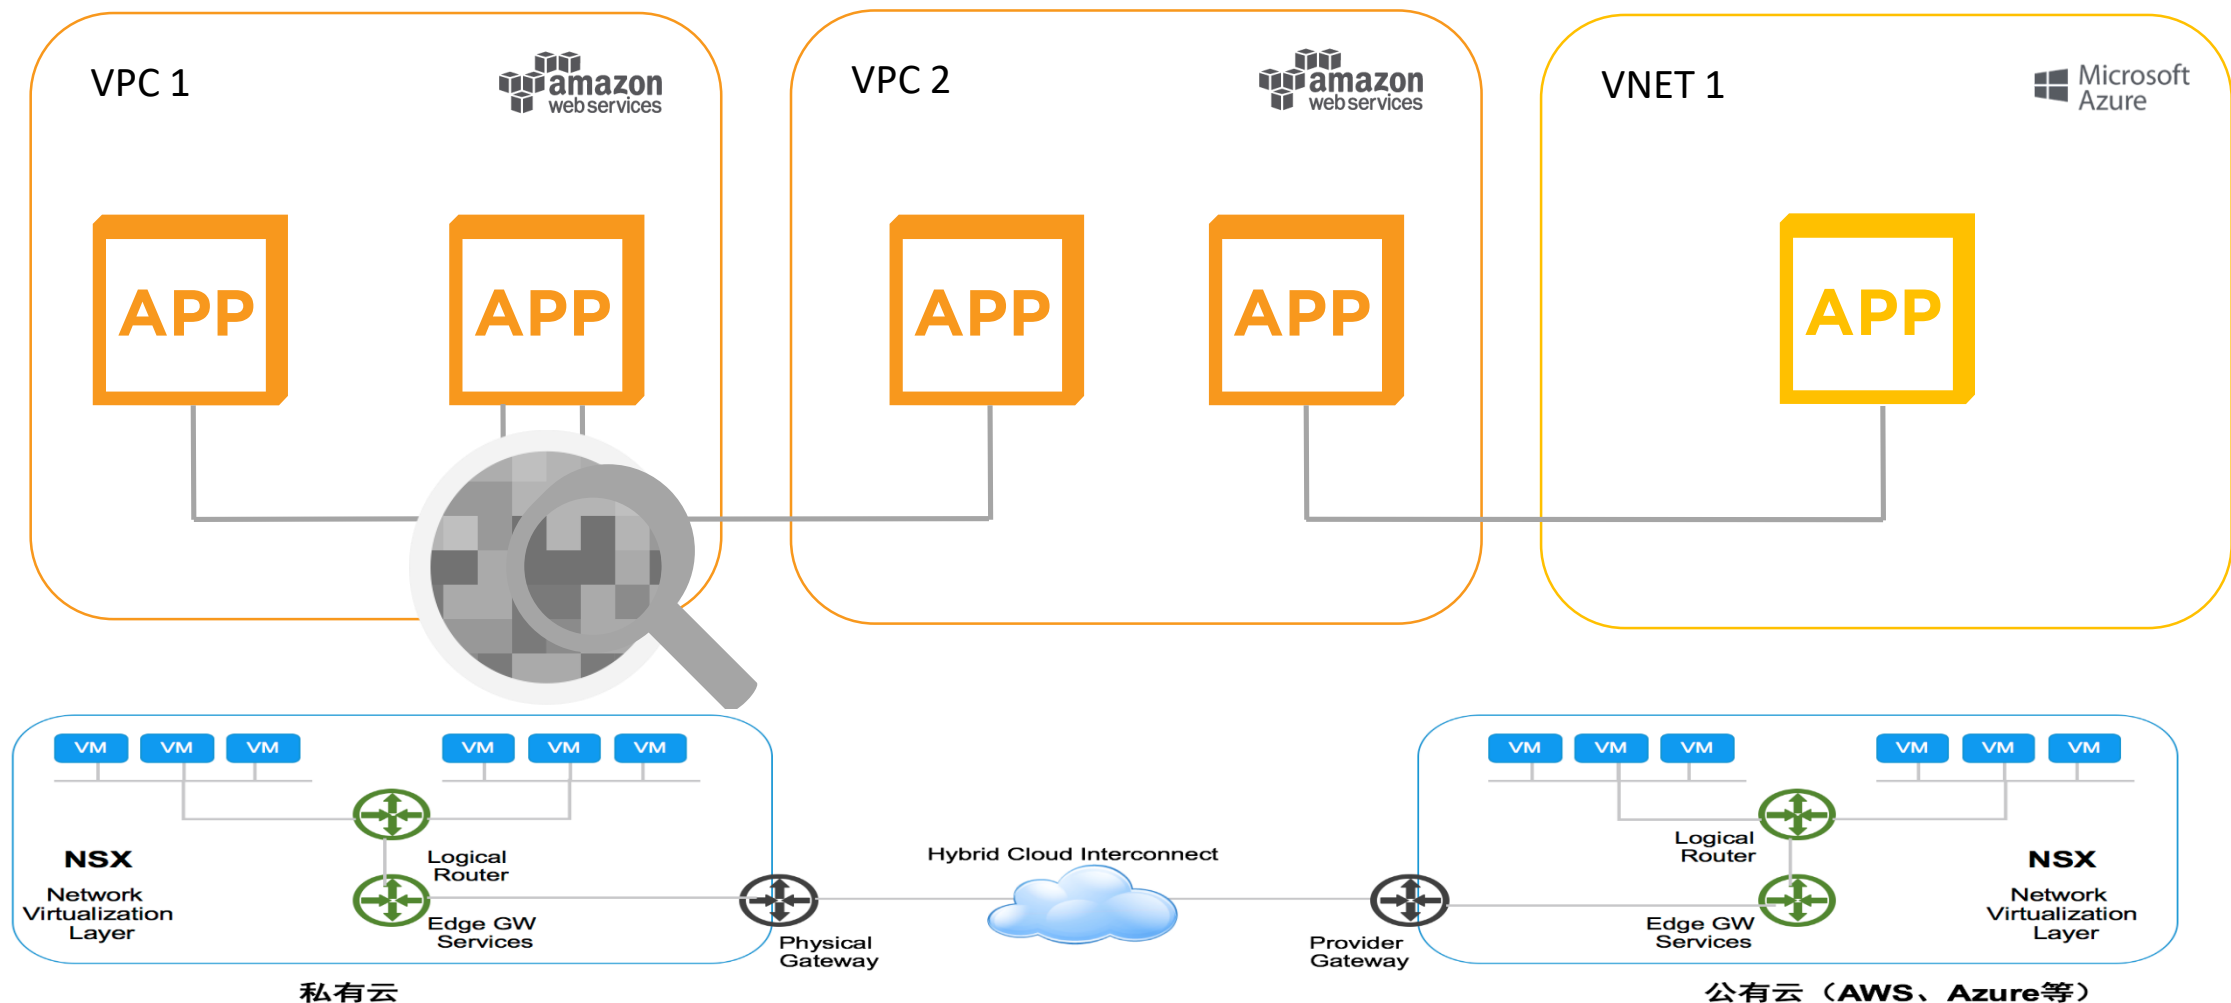 VPC 1
amazon
web services
VPC 2
amazon
web services
VNET 1
Microsoft
Azure
APP
APP
APP
APP
APP
VM
VM
VM
VM
VM
VM
NSX
Network
Virtualization
Layer
Logical
Router
Edge GW
Services
Physical
Gateway
Hybrid Cloud Interconnect
Provider
Gateway
VM
VM
VM
VM
VM
VM
Logical
Router
Edge GW
Services
NSX
Network
Virtualization
Layer
私有云
公有云（AWS、Azure等）